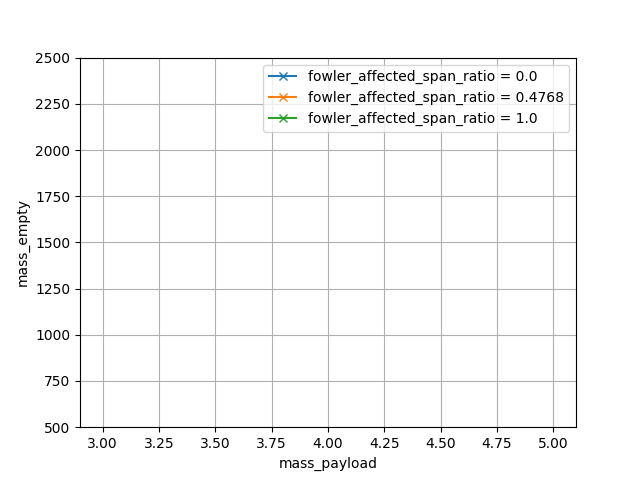 2500
2250
2000
1750
1500
1250
1000
750
500
mass_empty
fowler_affected_span_ratio = 0.0
fowler_affected_span_ratio = 0.4768
fowler_affected_span_ratio = 1.0
3.00 3.25 3.50 3.75 4.00 4.25 4.50 4.75 5.00
mass_payload